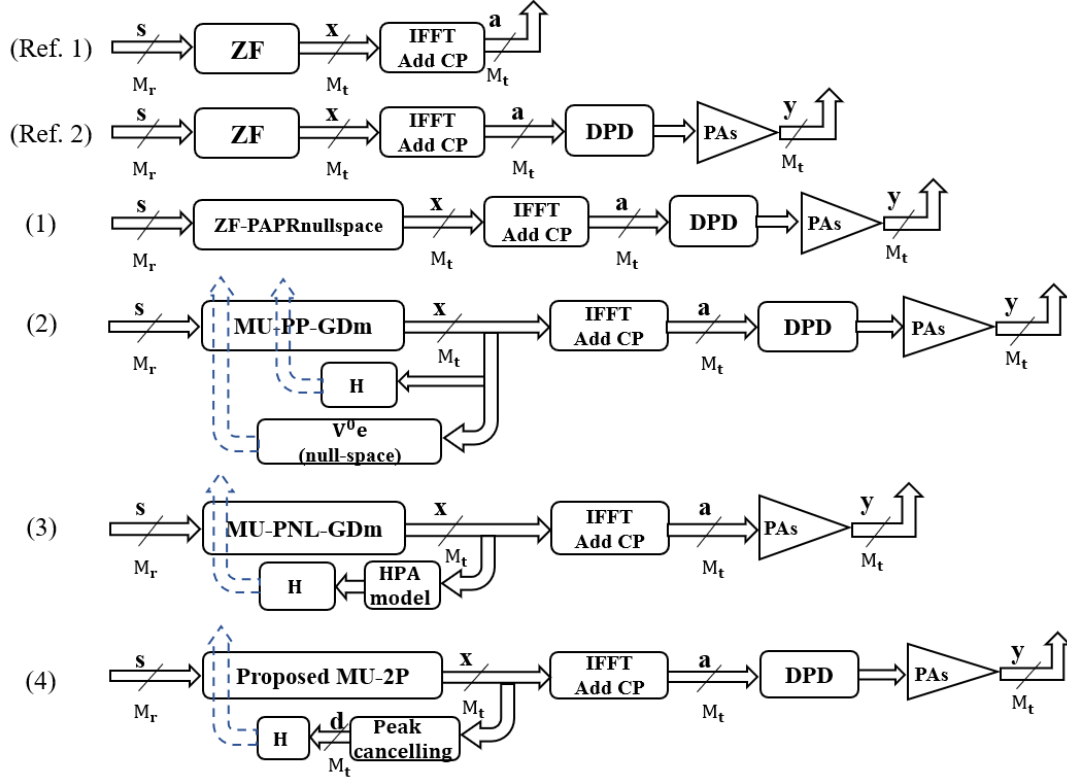 (Ref. 1) s M_r ZF x M_t IFFT Add CP a M_t
(Ref. 2) s M_r ZF x M_t IFFT Add CP a M_t DPD PAs y M_t
(1) s M_r ZF-PAPRnullspace x M_t IFFT Add CP a M_t DPD PAs y M_t
(2) s M_r MU-PP-GDm x M_t IFFT Add CP a M_t DPD PAs y M_t
H
V⁰e
(null-space)
(3) s M_r MU-PNL-GDm x M_t IFFT Add CP a M_t PAs y M_t
H HPA model
(4) s M_r Proposed MU-2P x M_t IFFT Add CP a M_t DPD PAs y M_t
H d M_t Peak cancelling